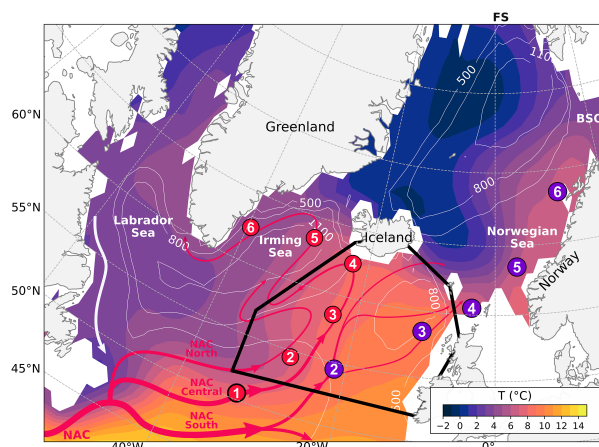 FS
500
110
60°N
BSO
Greenland
800
6
55°N
500
Labrador
Sea
6
1100
Irming
Sea
5
Iceland
Norwegian
Sea
800
4
5
Norway
50°N
800
3
4
3
NAC
North
2
2
45°N
NAC
Central
1
500
NAC
South
NAC
T (°C)
−2 0 2 4 6 8 10 12 14
40°W
20°W
0°